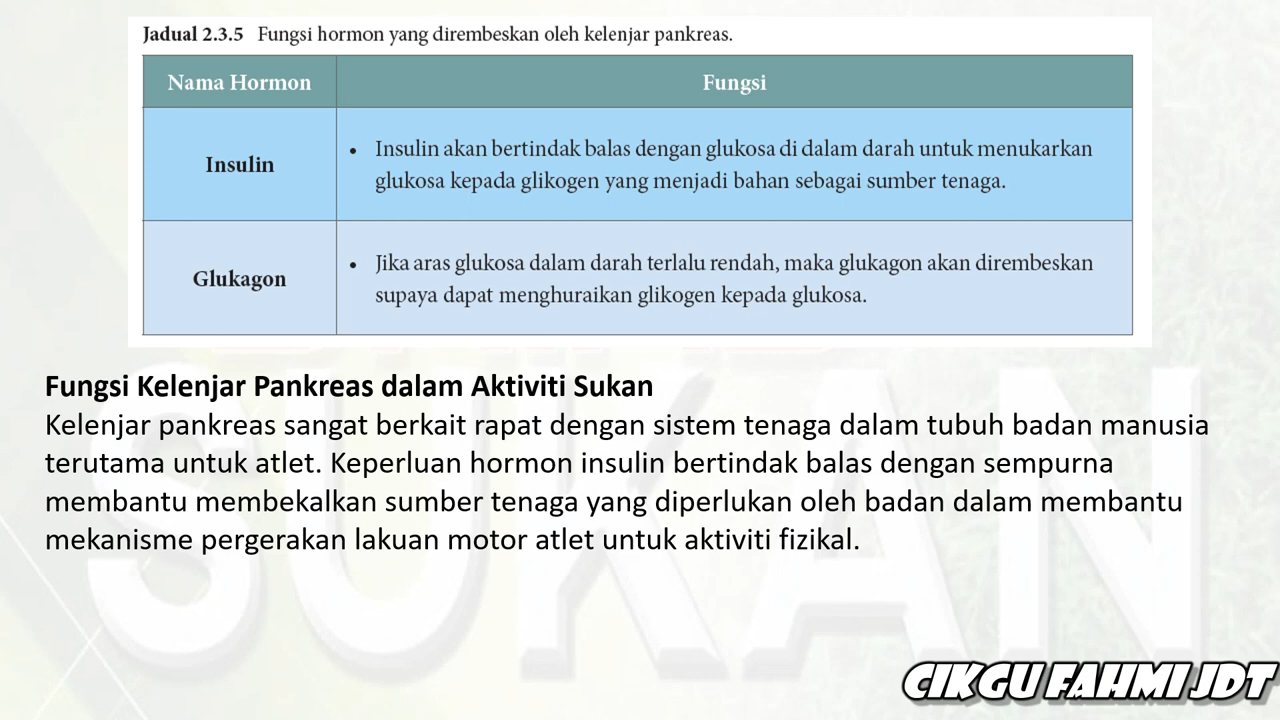 Jadual 2.3.5 Fungsi hormon yang dirembeskan oleh kelenjar pankreas.
Nama Hormon
Fungsi
Insulin
• Insulin akan bertindak balas dengan glukosa di dalam darah untuk menukarkan
glukosa kepada glikogen yang menjadi bahan sebagai sumber tenaga.
Glukagon
• Jika aras glukosa dalam darah terlalu rendah, maka glukagon akan dirembeskan
supaya dapat menghuraikan glikogen kepada glukosa.
Fungsi Kelenjar Pankreas dalam Aktiviti Sukan
Kelenjar pankreas sangat berkait rapat dengan sistem tenaga dalam tubuh badan manusia
terutama untuk atlet. Keperluan hormon insulin bertindak balas dengan sempurna
membantu membekalkan sumber tenaga yang diperlukan oleh badan dalam membantu
mekanisme pergerakan lakuan motor atlet untuk aktiviti fizikal.
SUKAN
CIKGU FAHMI JDT